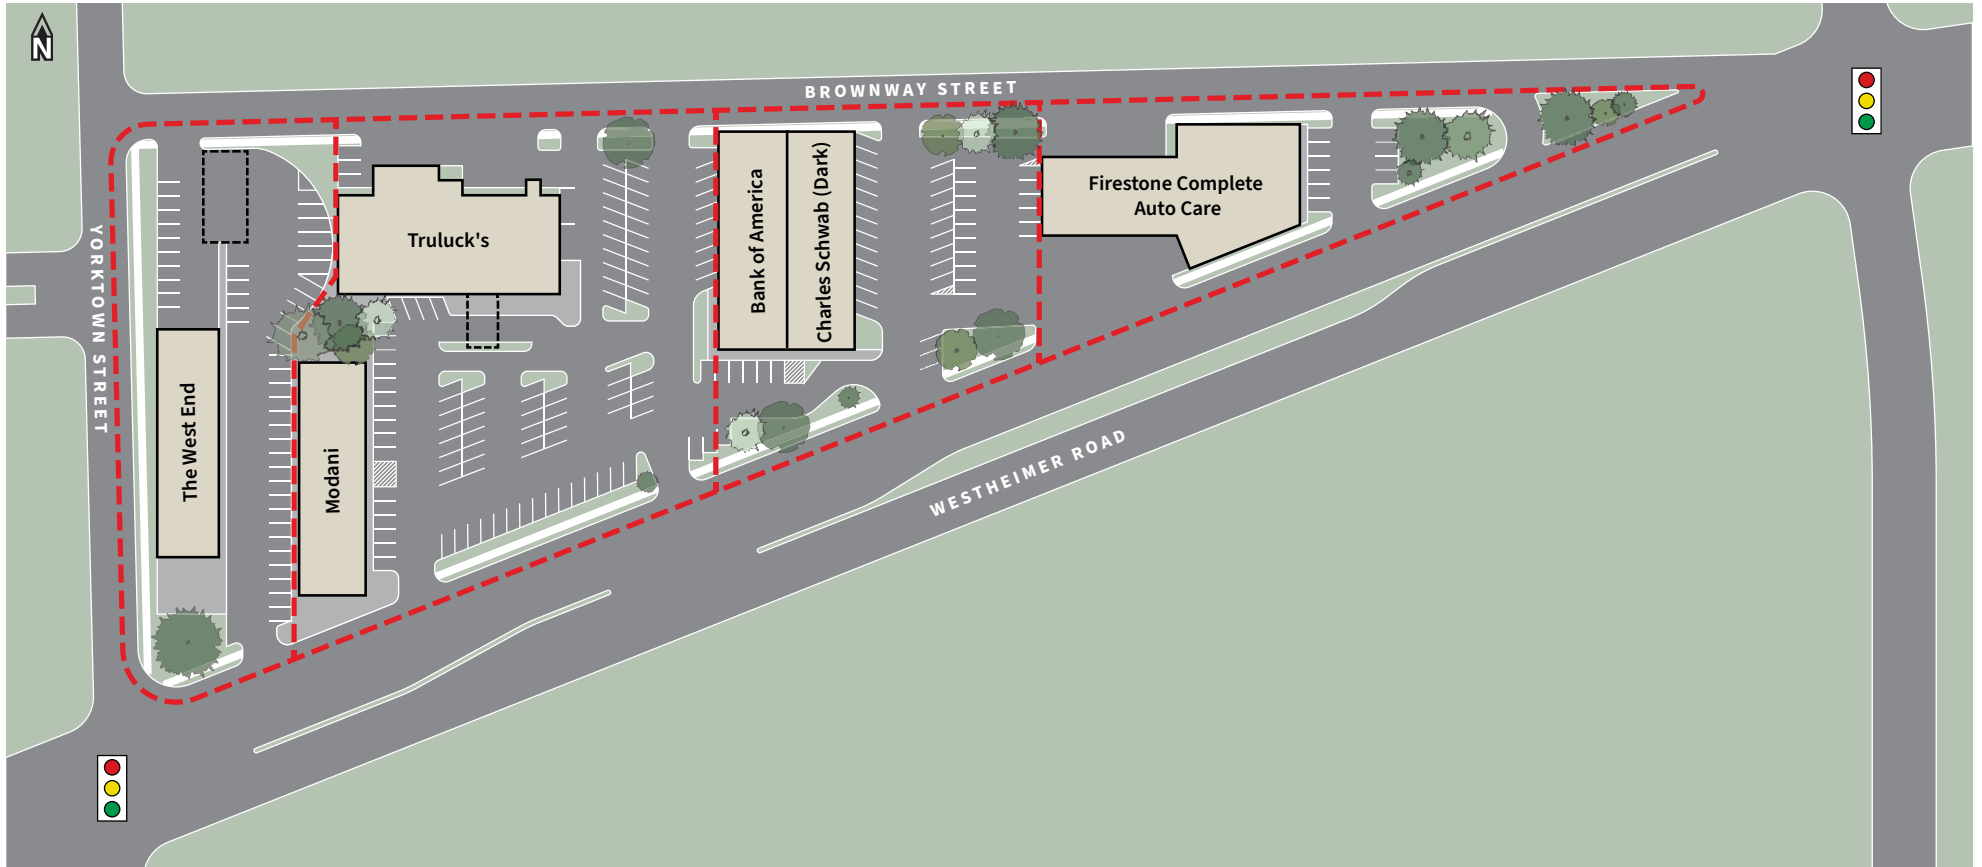 N
BROWNWAY STREET
YORKTOWN STREET
Truluck's
Bank of America
Charles Schwab (Dark)
Firestone Complete
Auto Care
The West End
Modani
WESTHEIMER ROAD